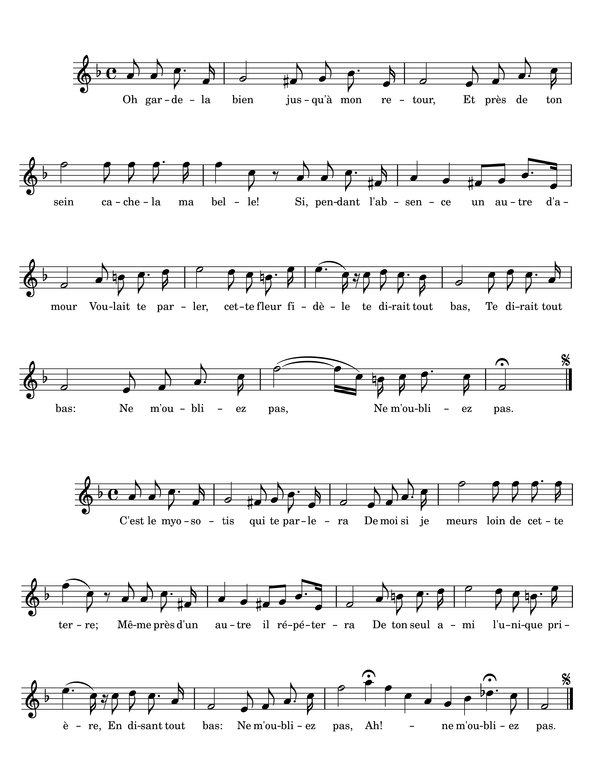 Oh gar–de–la bien jus–qu'à mon re–tour, Et près de ton
sein ca–che–la ma bel–le! Si, pen–dant l'ab–sen–ce un au–tre d'a–
mour Vou–lait te par–ler, cet–te fleur fi–dè–le te dirait tout bas, Te di–rait tout
bas: Ne m'ou–bli–ez pas, Ne m'ou–bli–ez pas.
C'est le myo–so–tis qui te par–le–ra De moi si je meurs loin de cet–te
ter–re; Mê–me près d'un au–tre il ré–pé–ter–ra De ton seul a–mi l'u–ni–que pri–
è–re, En di–sant tout bas: Ne m'ou–bli–ez pas, Ah! – ne m'ou–bli–ez pas.